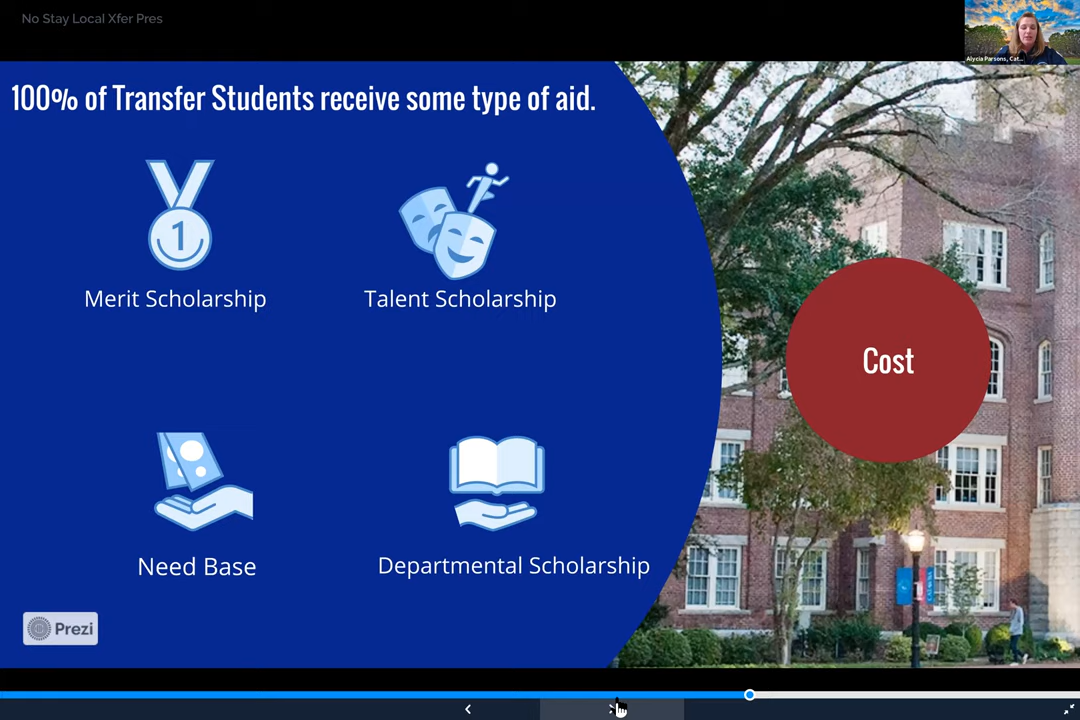 No Stay Local Xfer Pres
Alycia Parsons, Cat...
100% of Transfer Students receive some type of aid.
1
Merit Scholarship
Talent Scholarship
Cost
Need Base
Departmental Scholarship
Prezi